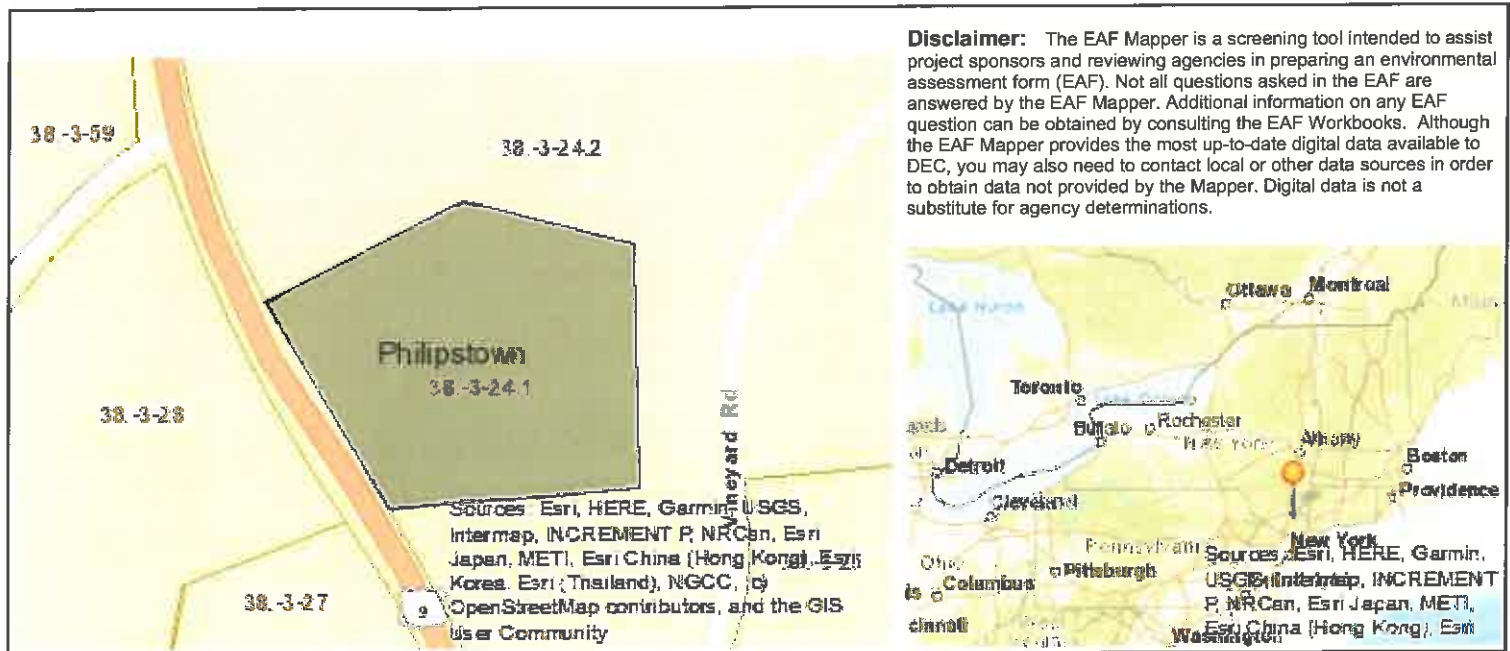 38.-3-59
38.-3-24.2
Philipstown
38.-3-24.1
38.-3-28
38.-3-27
9
Vineyard Rd
Sources: Esri, HERE, Garmin, USGS,
Intermap, INCREMENT P, NRCan, Esri
Japan, METI, Esri China (Hong Kong), Esri
Korea, Esri (Thailand), NGCC, (c)
OpenStreetMap contributors, and the GIS
User Community
Disclaimer: The EAF Mapper is a screening tool intended to assist
project sponsors and reviewing agencies in preparing an environmental
assessment form (EAF). Not all questions asked in the EAF are
answered by the EAF Mapper. Additional information on any EAF
question can be obtained by consulting the EAF Workbooks. Although
the EAF Mapper provides the most up-to-date digital data available to
DEC, you may also need to contact local or other data sources in order
to obtain data not provided by the Mapper. Digital data is not a
substitute for agency determinations.
Ottawa
Montreal
Lake Huron
Toronto
Rochester
Buffalo
New York
Albany
Boston
Detroit
Providence
Cleveland
New York
Pennsylvania
Ohio
Pittsburgh
Columbus
Washington
cinnati
Sources: Esri, HERE, Garmin,
USGS, Intermap, INCREMENT
P, NRCan, Esri Japan, METI,
Esri China (Hong Kong), Esri